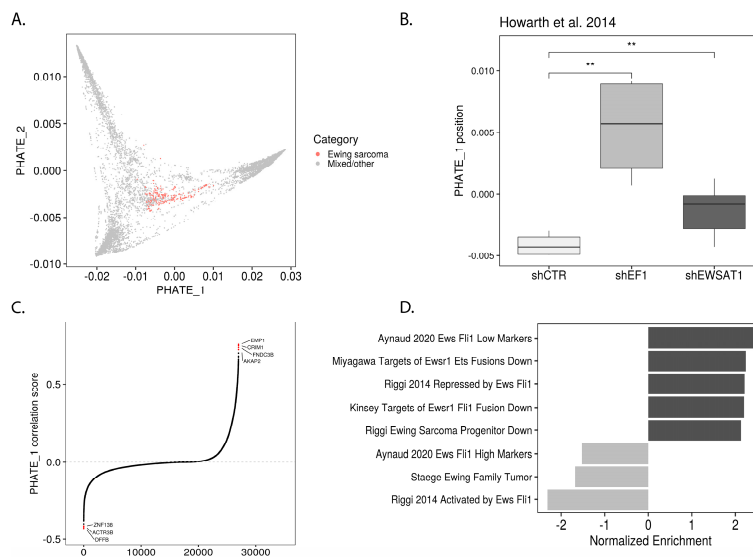 A.
PHATE_2
0.010
0.005
0.000
-0.005
-0.010
-0.02
-0.01
0.00
0.01
0.02
0.03
PHATE_1
Category
Ewing sarcoma
Mixed/other
B.
Howarth et al. 2014
**
**
PHATE_1 position
0.010
0.005
0.000
-0.005
shCTR
shEF1
shEWSAT1
C.
PHATE_1 correlation score
0.5
0.0
-0.5
EMP1
CRIM1
FNDC3B
AKAP2
ZNF138
ACTR3B
DFFB
0
10000
20000
30000
D.
Aynaud 2020 Ews Fli1 Low Markers
Miyagawa Targets of Ewsr1 Ets Fusions Down
Riggi 2014 Repressed by Ews Fli1
Kinsey Targets of Ewsr1 Fli1 Fusion Down
Riggi Ewing Sarcoma Progenitor Down
Aynaud 2020 Ews Fli1 High Markers
Staege Ewing Family Tumor
Riggi 2014 Activated by Ews Fli1
-2
-1
0
1
2
Normalized Enrichment